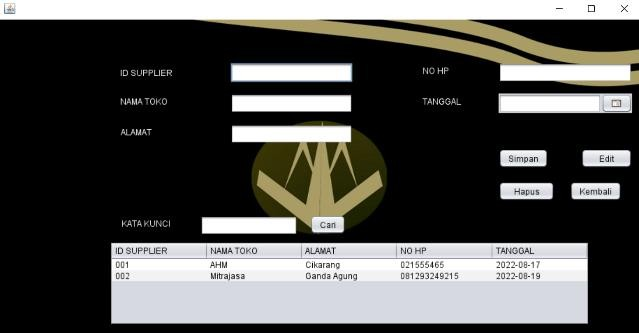 ID SUPPLIER NO HP
NAMA TOKO TANGGAL
ALAMAT
Simpan Edit
Hapus Kembali
KATA KUNCI Cari
ID SUPPLIER NAMA TOKO ALAMAT NO HP TANGGAL
001 AHM Cikarang 021555465 2022-08-17
002 Mitrajasa Ganda Agung 081293249215 2022-08-19